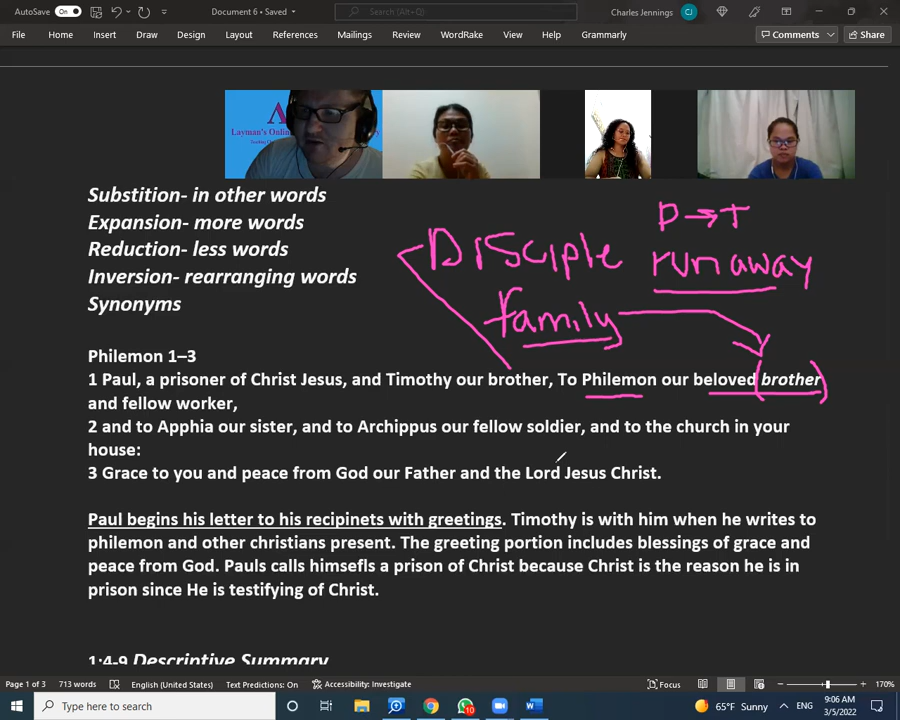 AutoSave On Document 6 • Saved Search (Alt+Q) Charles Jennings CJ
File Home Insert Draw Design Layout References Mailings Review View WordRake Help Grammarly Comments Share
Layman's Online
Substition- in other words
Expansion- more words
Reduction- less words
Inversion- rearranging words
Synonyms
P → T
Disciple runaway
family
Philemon 1–3
1 Paul, a prisoner of Christ Jesus, and Timothy our brother, To Philemon our beloved (brother)
and fellow worker,
2 and to Apphia our sister, and to Archippus our fellow soldier, and to the church in your
house:
3 Grace to you and peace from God our Father and the Lord Jesus Christ.
Paul begins his letter to his recipinets with greetings. Timothy is with him when he writes to
philemon and other christians present. The greeting portion includes blessings of grace and
peace from God. Pauls calls himsefls a prison of Christ because Christ is the reason he is in
prison since He is testifying of Christ.
1:4-9 Descriptive Summary
Page 1 of 3 713 words English (United States) Text Predictions: On Accessibility: Investigate Focus 170%
Type here to search 10 65°F Sunny ENG 9:06 AM
3/5/2022